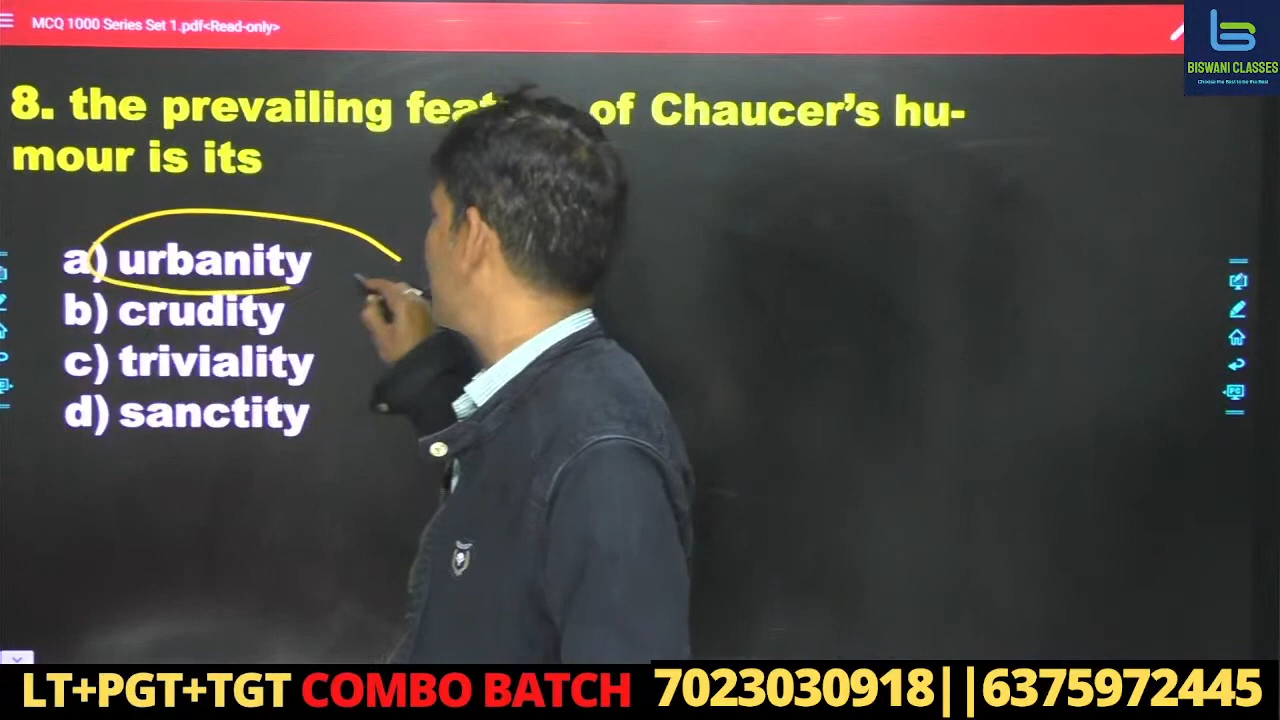 MCQ 1000 Series Set 1.pdf<Read-only>
BISWANI CLASSES
8. the prevailing of Chaucer's hu-
mour is its
a) urbanity
b) crudity
c) triviality
d) sanctity
LT+PGT+TGT COMBO BATCH 7023030918||6375972445